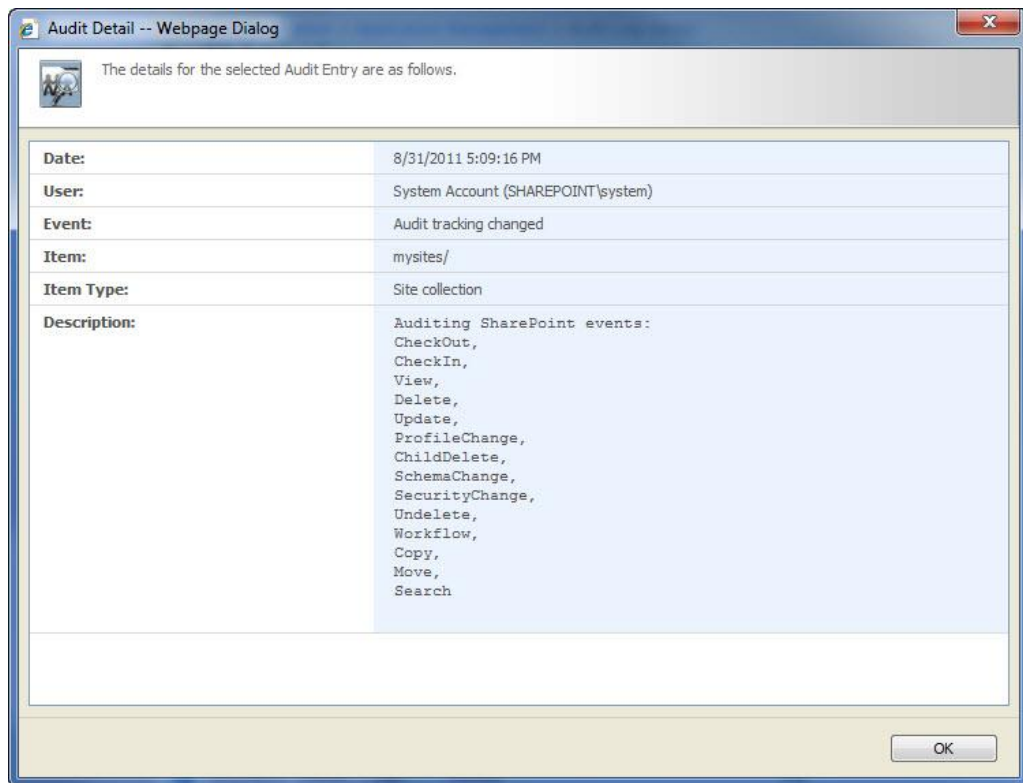 Audit Detail -- Webpage Dialog
The details for the selected Audit Entry are as follows.
Date: 8/31/2011 5:09:16 PM
User: System Account (SHAREPOINT\system)
Event: Audit tracking changed
Item: mysites/
Item Type: Site collection
Description: Auditing SharePoint events:
CheckOut,
CheckIn,
View,
Delete,
Update,
ProfileChange,
ChildDelete,
SchemaChange,
SecurityChange,
Undelete,
Workflow,
Copy,
Move,
Search
OK